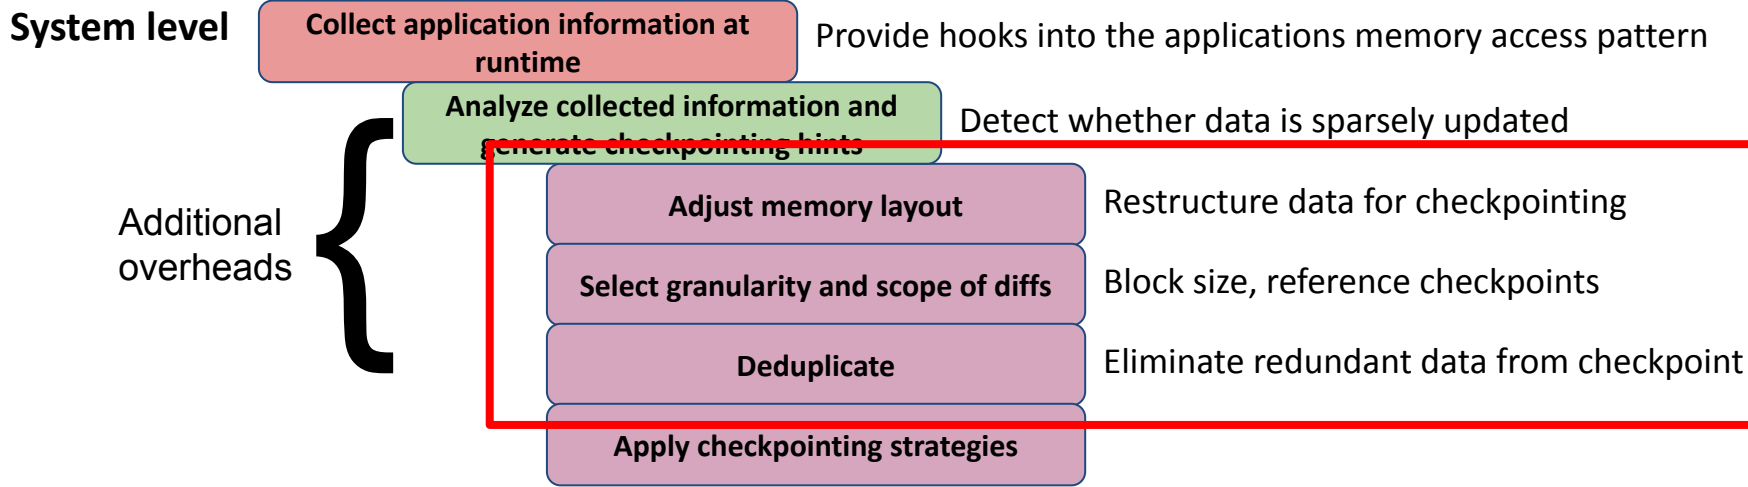 System level
Collect application information at
runtime
Provide hooks into the applications memory access pattern
Analyze collected information and
generate checkpointing hints
Detect whether data is sparsely updated
Additional
overheads
Adjust memory layout
Restructure data for checkpointing
Select granularity and scope of diffs
Block size, reference checkpoints
Deduplicate
Eliminate redundant data from checkpoint
Apply checkpointing strategies